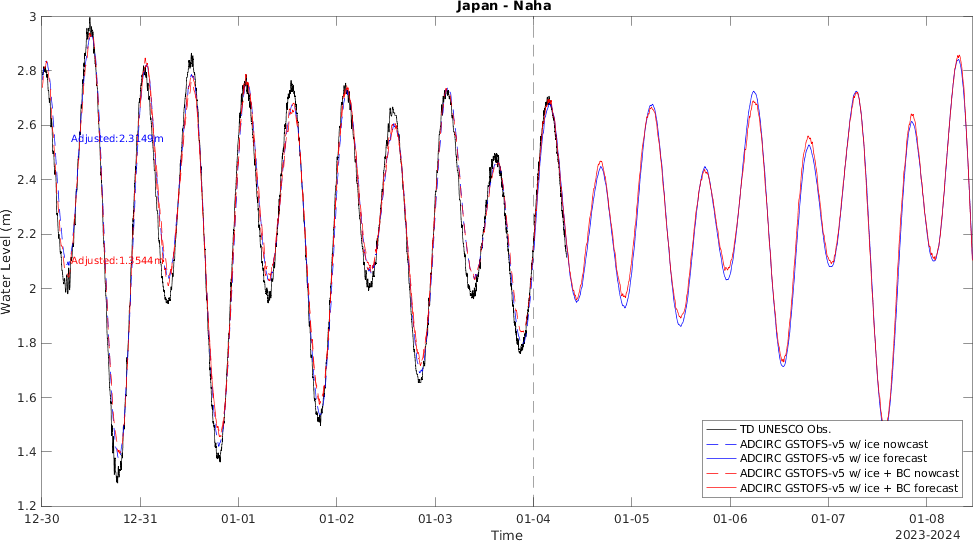 Japan - Naha
3
2.8
2.6
2.4
2.2
2
1.8
1.6
1.4
1.2
Water Level (m)
Adjusted:2.3149m
Adjusted:1.3544m
TD UNESCO Obs.
ADCIRC GSTOFS-v5 w/ ice nowcast
ADCIRC GSTOFS-v5 w/ ice forecast
ADCIRC GSTOFS-v5 w/ ice + BC nowcast
ADCIRC GSTOFS-v5 w/ ice + BC forecast
12-30 12-31 01-01 01-02 01-03 01-04 01-05 01-06 01-07 01-08
Time
2023-2024